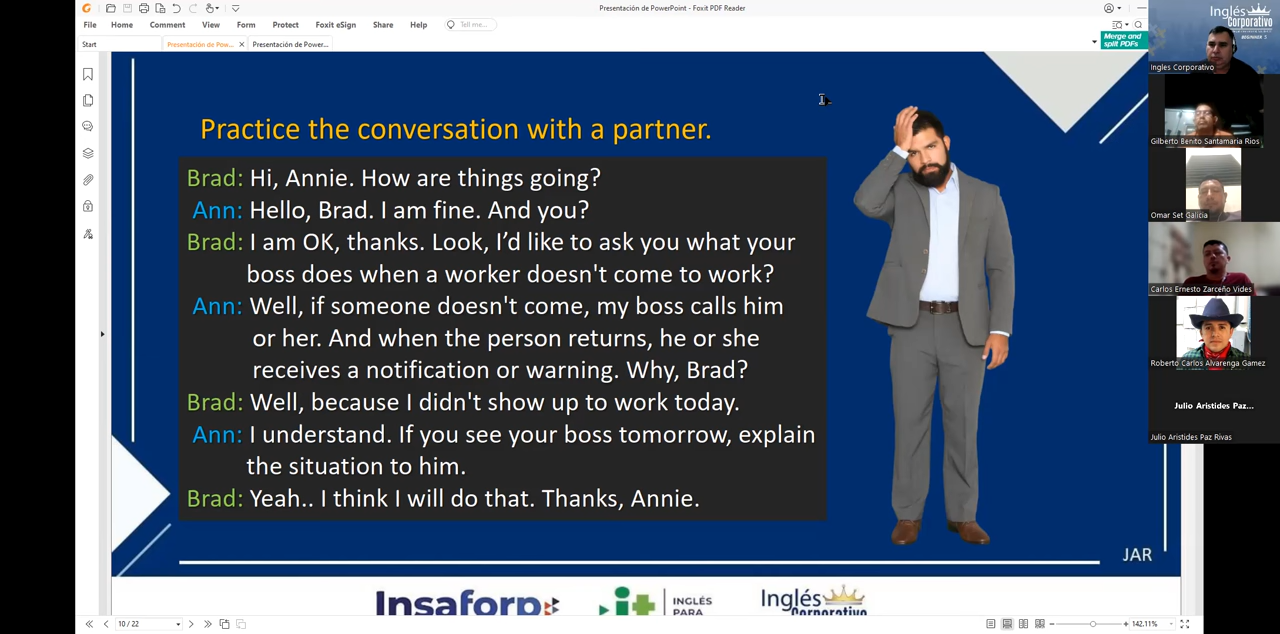 Presentación de PowerPoint - Foxit PDF Reader
File Home Comment View Form Protect Foxit eSign Share Help Tell me...
Start Presentación de Pow... Presentación de Power...
Merge and
split PDFs
Practice the conversation with a partner.
Brad: Hi, Annie. How are things going?
Ann: Hello, Brad. I am fine. And you?
Brad: I am OK, thanks. Look, I’d like to ask you what your
boss does when a worker doesn't come to work?
Ann: Well, if someone doesn't come, my boss calls him
or her. And when the person returns, he or she
receives a notification or warning. Why, Brad?
Brad: Well, because I didn't show up to work today.
Ann: I understand. If you see your boss tomorrow, explain
the situation to him.
Brad: Yeah.. I think I will do that. Thanks, Annie.
JAR
Insaforp
it
INGLÉS
PARA
Inglés
Corporativo
10 / 22
142.11%
Inglés
Corporativo
BEGINNER 3
Ingles Corporativo
Gilberto Benito Santamaria Rios
Omar Set Galicia
Carlos Ernesto Zarceño Vides
Roberto Carlos Alvarenga Gamez
Julio Aristides Paz...
Julio Aristides Paz Rivas